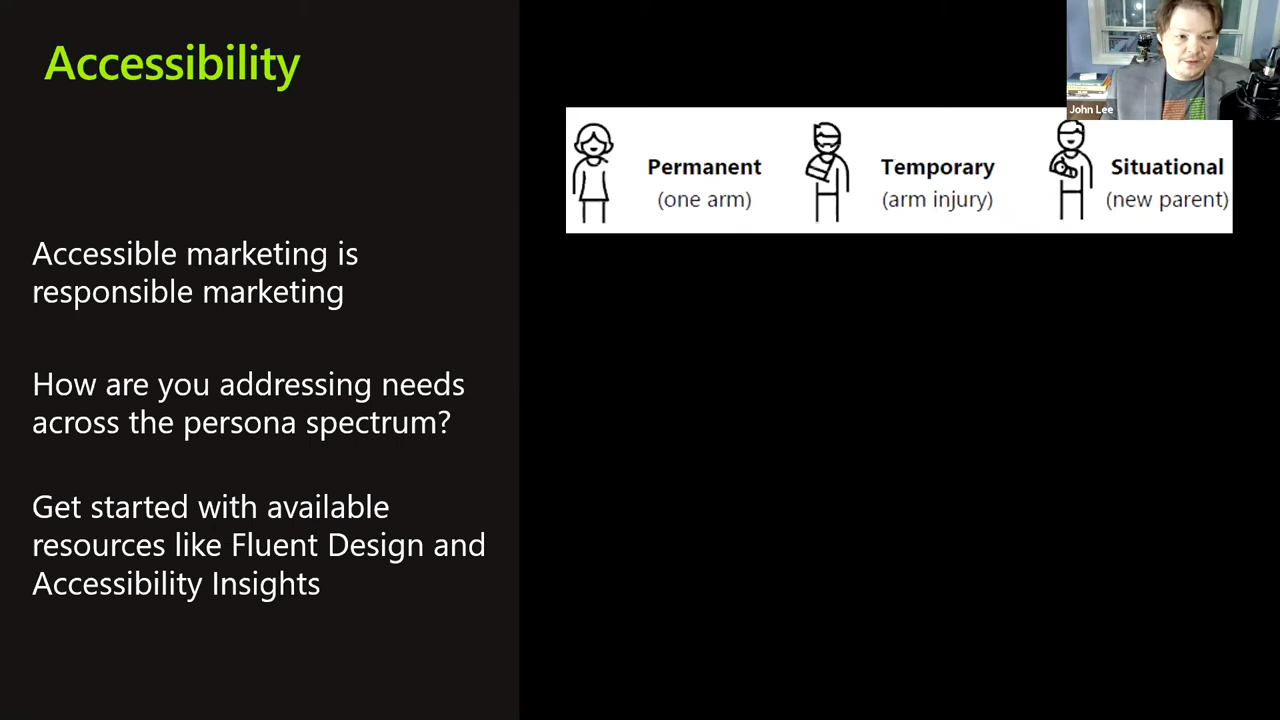 Accessibility
John Lee
Permanent
(one arm)
Temporary
(arm injury)
Situational
(new parent)
Accessible marketing is
responsible marketing
How are you addressing needs
across the persona spectrum?
Get started with available
resources like Fluent Design and
Accessibility Insights